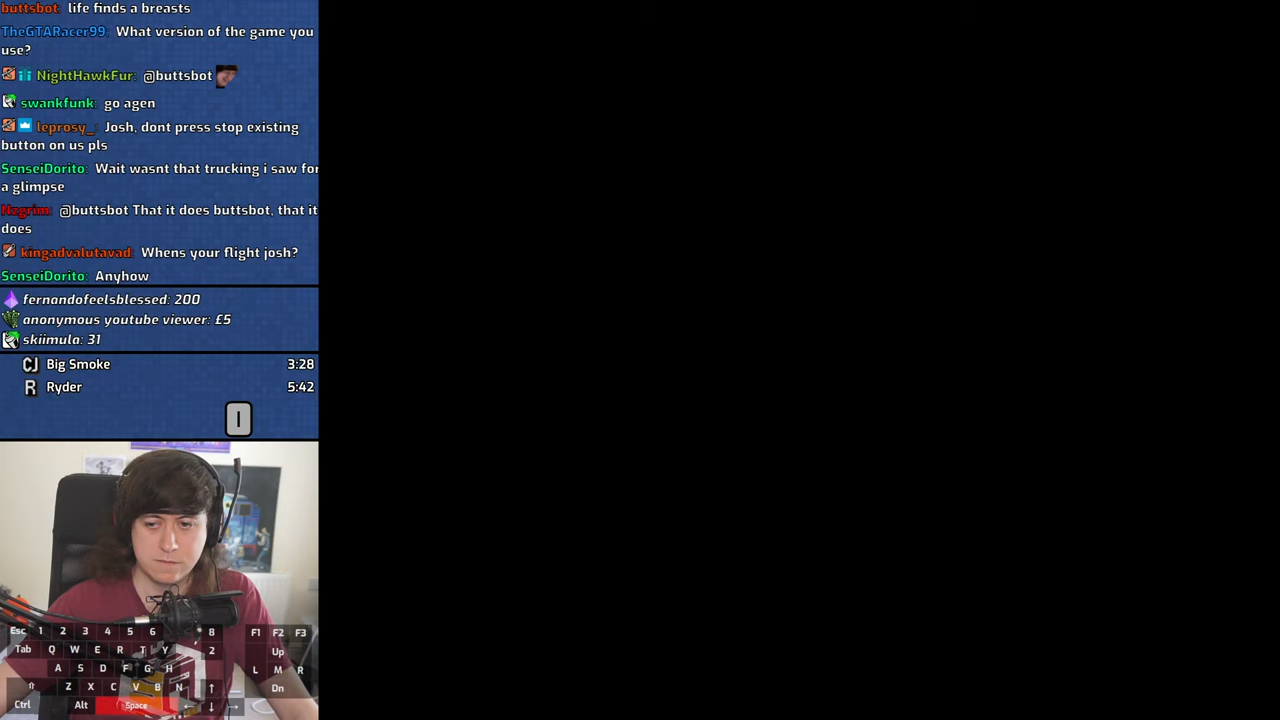 buttsbot: life finds a breasts
TheGTARacer99: What version of the game you
use?
NightHawkFur: @buttsbot
swankfunk: go agen
leprosy_: Josh, dont press stop existing
button on us pls
SenseiDorito: Wait wasnt that trucking i saw for
a glimpse
Nzgrim: @buttsbot That it does buttsbot, that it
does
kingadvalutavad: Whens your flight josh?
SenseiDorito: Anyhow
fernandofeelsblessed: 200
anonymous youtube viewer: £5
skiimula: 31
CJ Big Smoke 3:28
R Ryder 5:42
Esc 1 2 3 4 5 6 8 F1 F2 F3
Tab Q W E R T Y 2 Up
A S D F G H L M R
⇧ Z X C V B N ↑ Dn
Ctrl Alt Space ← ↓ →